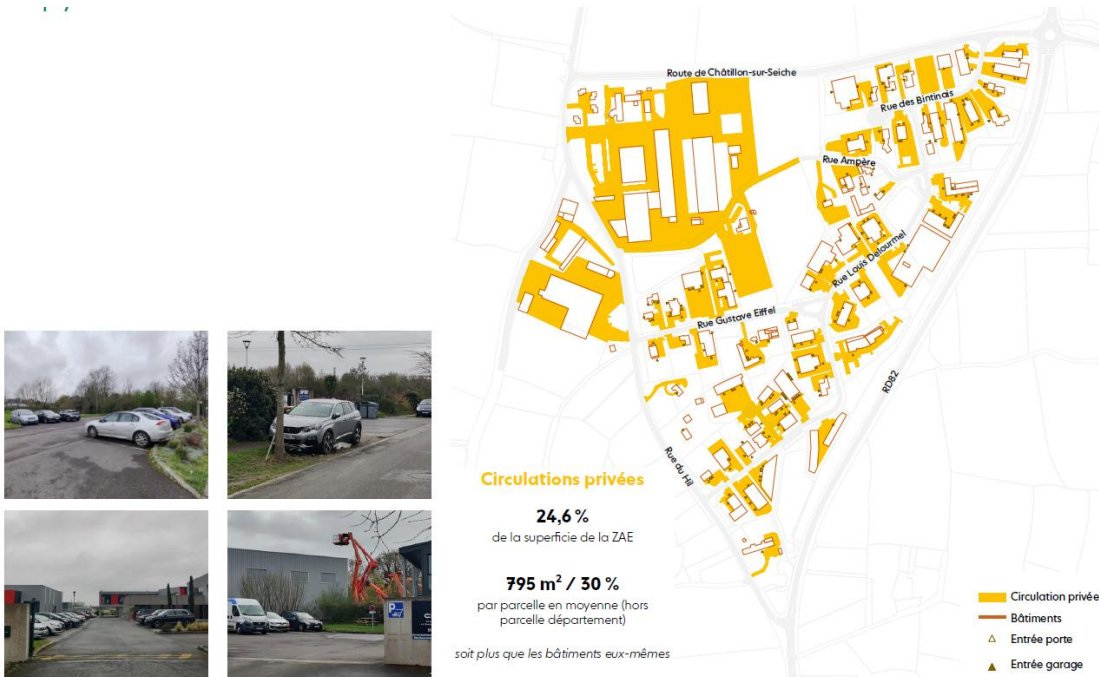 Route de Châtillon-sur-Seiche
Rue des Bintinais
Rue Ampère
Rue Louis Delourmel
Rue Gustave Eiffel
RD82
Rue du Hil
Circulations privées
24,6 %
de la superficie de la ZAE
795 m² / 30 %
par parcelle en moyenne (hors
parcelle département)
soit plus que les bâtiments eux-mêmes
Circulation privée
Bâtiments
Entrée porte
Entrée garage
P